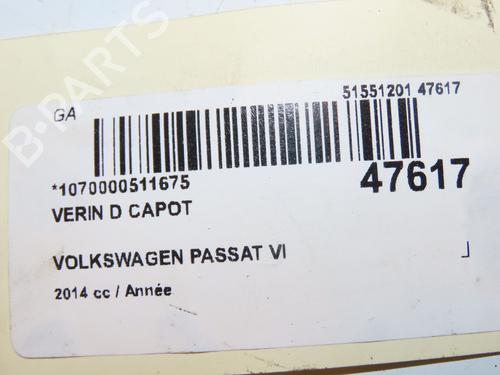 B-PARTS
GA
51551201 47617
*1070000511675
47617
VERIN D CAPOT
VOLKSWAGEN PASSAT VI
2014 cc / Année